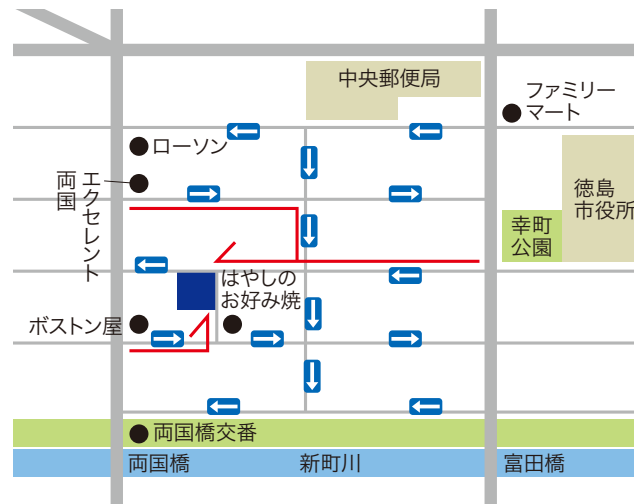 中央郵便局
ファミリー
マート
ローソン
エクセレント
両国
徳島
市役所
幸町
公園
はやしの
お好み焼
ボストン屋
両国橋交番
両国橋
新町川
富田橋